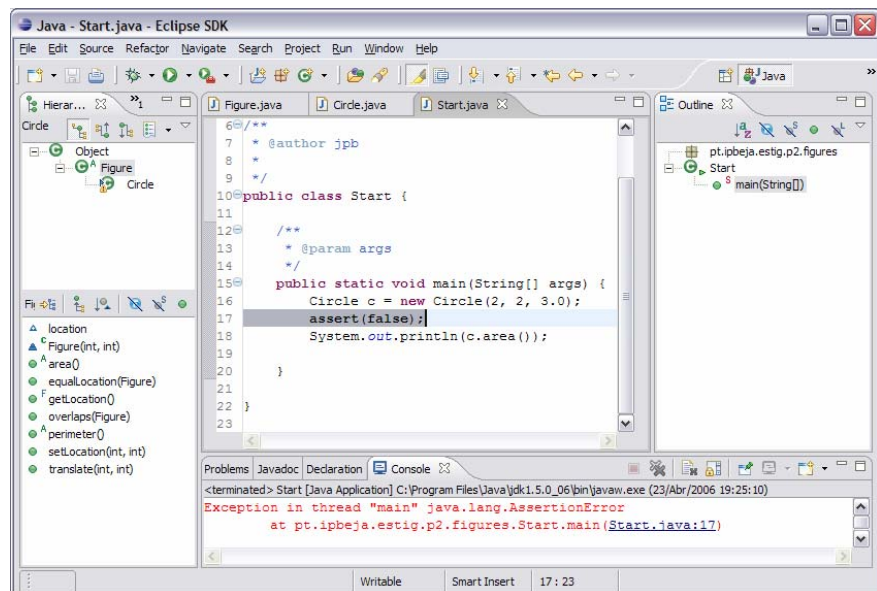 Java - Start.java - Eclipse SDK
File Edit Source Refactor Navigate Search Project Run Window Help
Java
»
Hierar...
»1
Circle
Object
A Figure
Circle
location
C Figure(int, int)
A area()
equalLocation(Figure)
F getLocation()
overlaps(Figure)
A perimeter()
setLocation(int, int)
translate(int, int)
Figure.java Circle.java Start.java
6 /**
7 * @author jpb
8 *
9 */
10 public class Start {
11
12 /**
13 * @param args
14 */
15 public static void main(String[] args) {
16 Circle c = new Circle(2, 2, 3.0);
17 assert(false);
18 System.out.println(c.area());
19
20 }
21
22 }
23
Outline
pt.ipbeja.estig.p2.figures
Start
S main(String[])
Problems Javadoc Declaration Console
<terminated> Start [Java Application] C:\Program Files\Java\jdk1.5.0_06\bin\javaw.exe (23/Abr/2006 19:25:10)
Exception in thread "main" java.lang.AssertionError
at pt.ipbeja.estig.p2.figures.Start.main(Start.java:17)
Writable Smart Insert 17 : 23